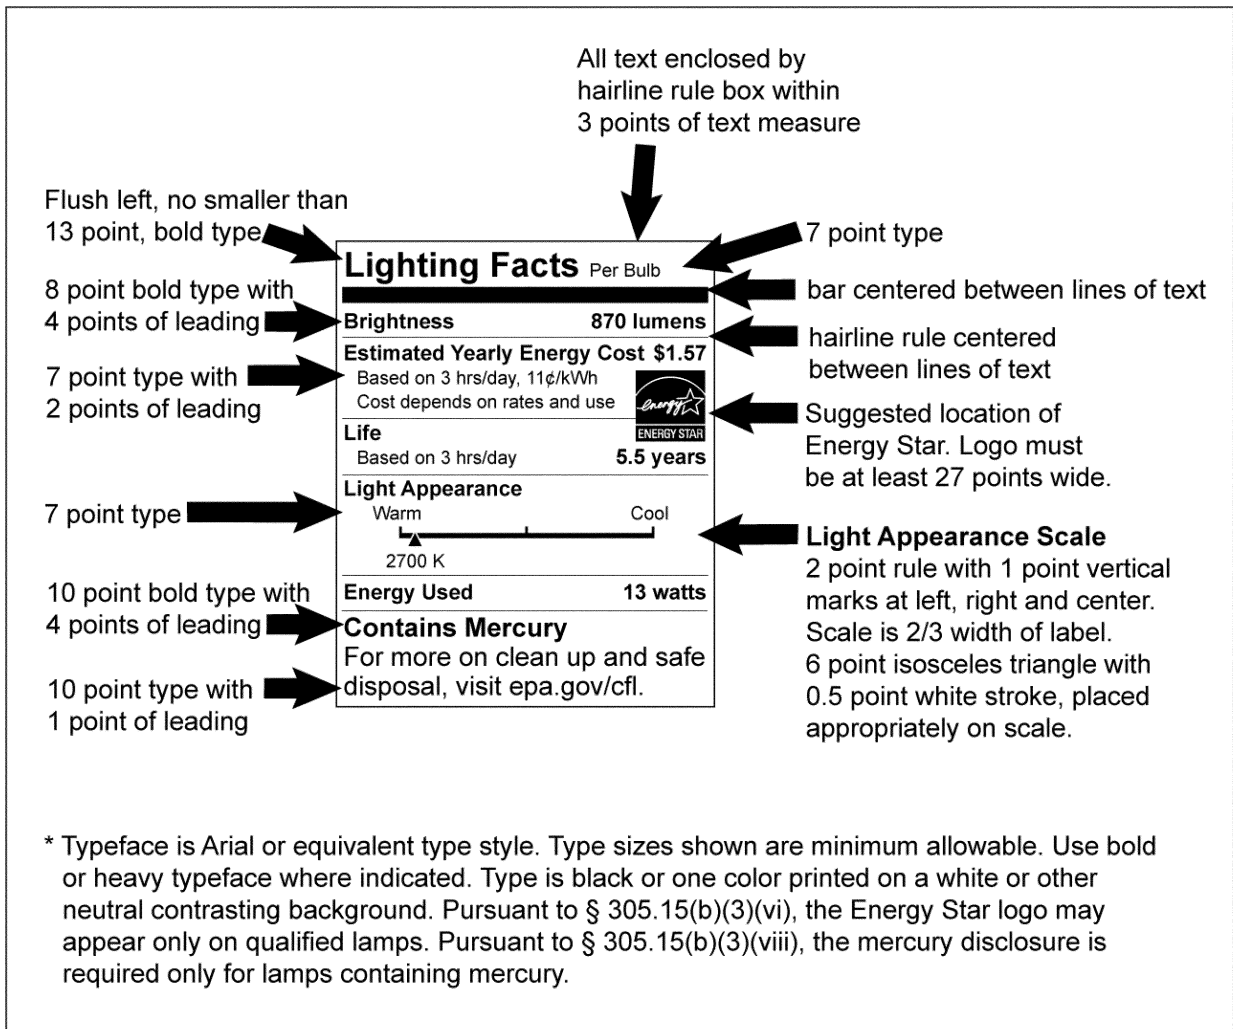 All text enclosed by
hairline rule box within
3 points of text measure
Flush left, no smaller than
13 point, bold type
7 point type
8 point bold type with
4 points of leading
bar centered between lines of text
hairline rule centered
between lines of text
7 point type with
2 points of leading
Suggested location of
Energy Star. Logo must
be at least 27 points wide.
7 point type
Light Appearance Scale
2 point rule with 1 point vertical
marks at left, right and center.
Scale is 2/3 width of label.
6 point isosceles triangle with
0.5 point white stroke, placed
appropriately on scale.
10 point bold type with
4 points of leading
10 point type with
1 point of leading
Lighting Facts Per Bulb
Brightness 870 lumens
Estimated Yearly Energy Cost $1.57
Based on 3 hrs/day, 11¢/kWh
Cost depends on rates and use
energy
ENERGY STAR
Life
Based on 3 hrs/day 5.5 years
Light Appearance
Warm Cool
2700 K
Energy Used 13 watts
Contains Mercury
For more on clean up and safe
disposal, visit epa.gov/cfl.
* Typeface is Arial or equivalent type style. Type sizes shown are minimum allowable. Use bold
or heavy typeface where indicated. Type is black or one color printed on a white or other
neutral contrasting background. Pursuant to § 305.15(b)(3)(vi), the Energy Star logo may
appear only on qualified lamps. Pursuant to § 305.15(b)(3)(viii), the mercury disclosure is
required only for lamps containing mercury.